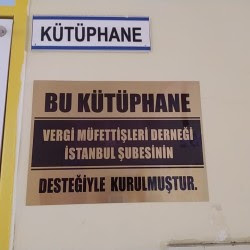 KÜTÜPHANE
BU KÜTÜPHANE
VERGİ MÜFETTİŞLERİ DERNEĞİ
İSTANBUL ŞUBESİNİN
DESTEĞİYLE KURULMUŞTUR.